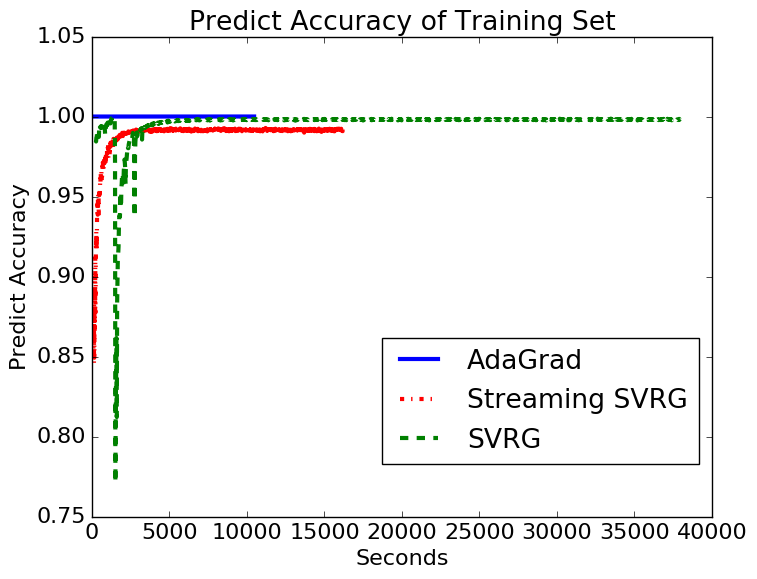 Predict Accuracy of Training Set
1.05
1.00
0.95
0.90
0.85
0.80
0.75
Predict Accuracy
AdaGrad
Streaming SVRG
SVRG
0 5000 10000 15000 20000 25000 30000 35000 40000
Seconds